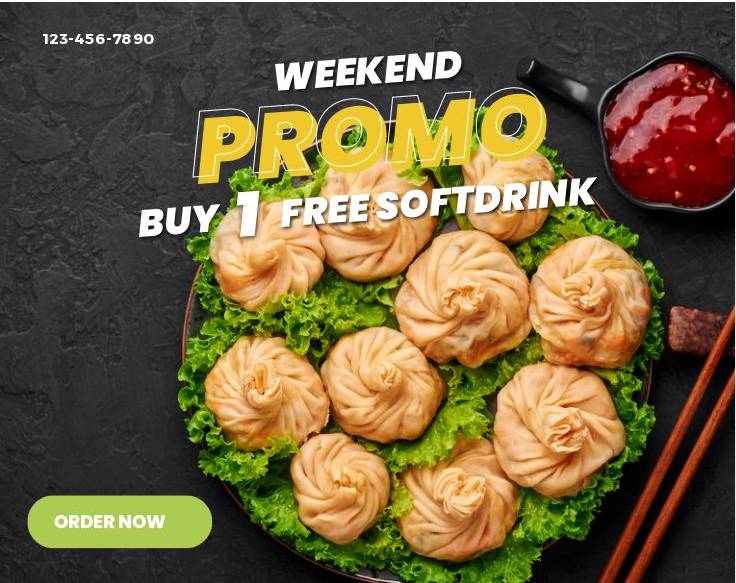 123-456-7890
WEEKEND
PROMO
BUY 1 FREE SOFTDRINK
ORDER NOW